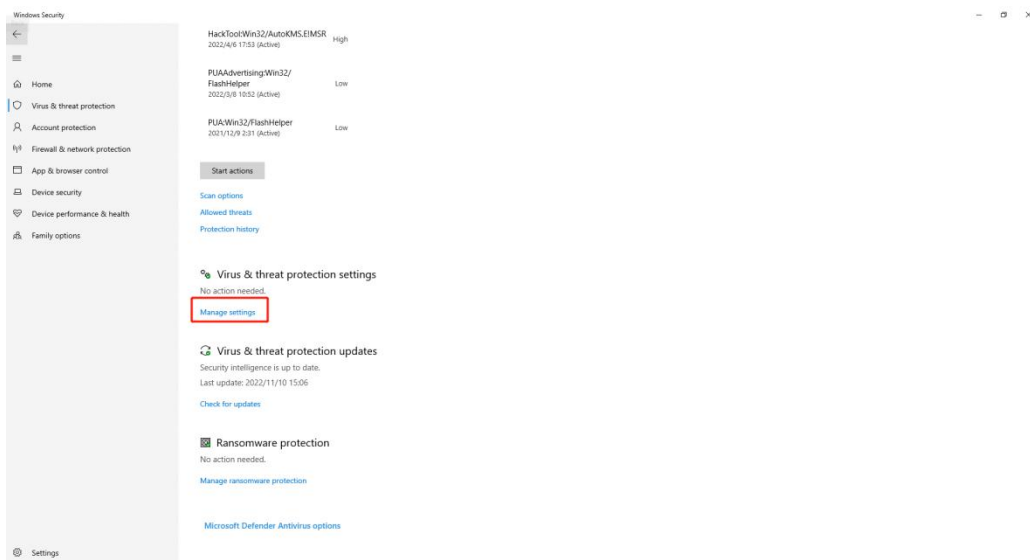 Windows Security
Home
Virus & threat protection
Account protection
Firewall & network protection
App & browser control
Device security
Device performance & health
Family options
Settings
HackTool:Win32/AutoKMS.E!MSR
2022/4/6 17:53 (Active)
High
PUAAdvertising:Win32/
FlashHelper
2022/3/6 10:52 (Active)
Low
PUA:Win32/FlashHelper
2021/12/9 2:31 (Active)
Low
Start actions
Scan options
Allowed threats
Protection history
Virus & threat protection settings
No action needed.
Manage settings
Virus & threat protection updates
Security intelligence is up to date.
Last update: 2022/11/10 15:06
Check for updates
Ransomware protection
No action needed.
Manage ransomware protection
Microsoft Defender Antivirus options